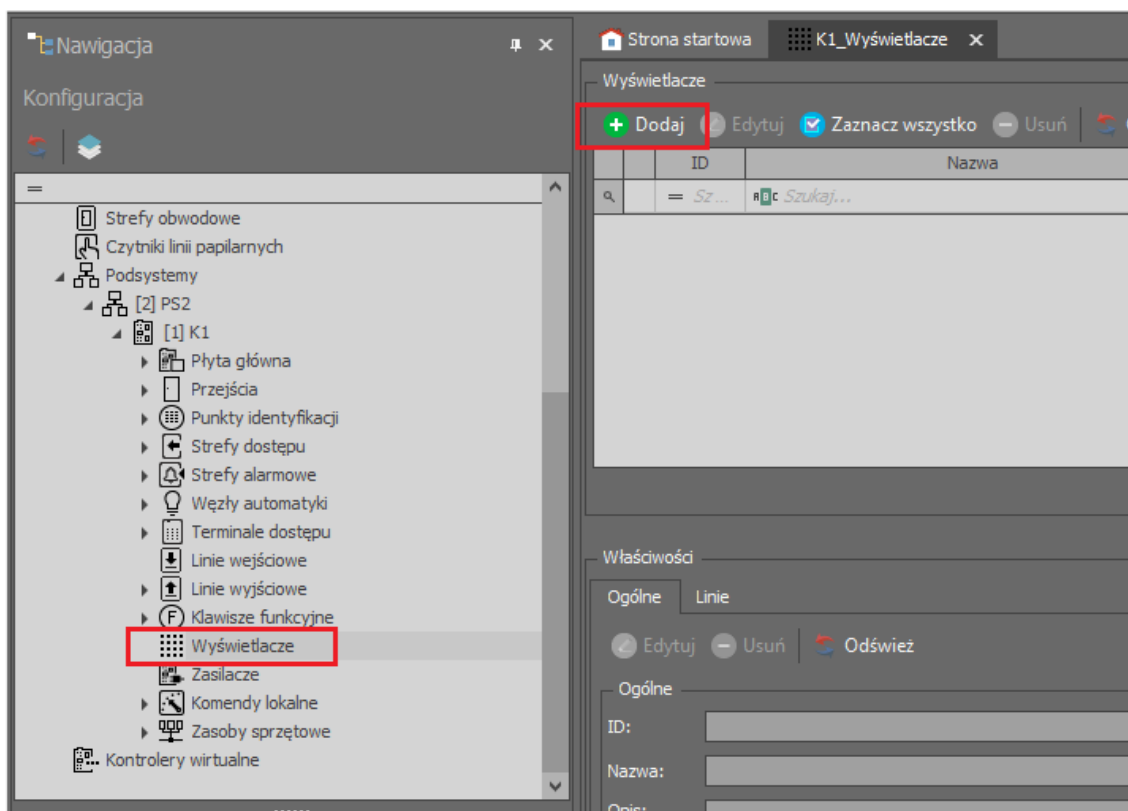 Nawigacja
Konfiguracja
Strefy obwodowe
Czytniki linii papilarnych
Podsystemy
[2] PS2
[1] K1
Płyta główna
Przejścia
Punkty identyfikacji
Strefy dostępu
Strefy alarmowe
Węzły automatyki
Terminale dostępu
Linie wejściowe
Linie wyjściowe
Klawisze funkcyjne
Wyświetlacze
Zasilacze
Komendy lokalne
Zasoby sprzętowe
Kontrolery wirtualne
Strona startowa K1_Wyświetlacze
Wyświetlacze
Dodaj Edytuj Zaznacz wszystko Usuń
ID Nazwa
= Sz... ABC Szukaj...
Właściwości
Ogólne Linie
Edytuj Usuń Odśwież
Ogólne
ID:
Nazwa:
Opis: